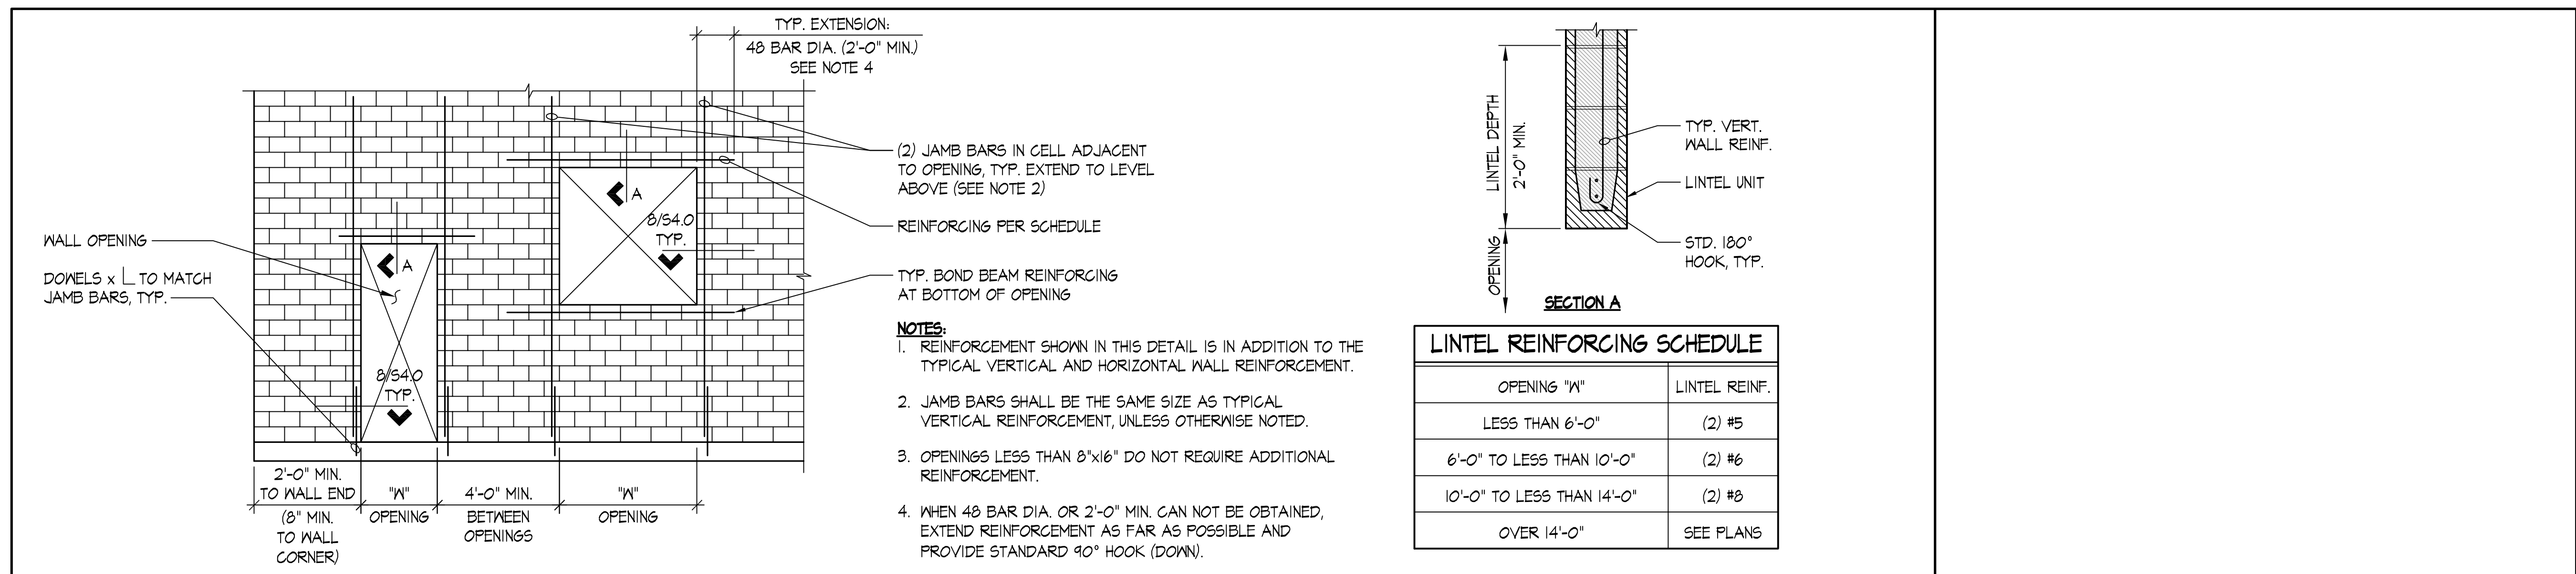 TYP. EXTENSION:
48 BAR DIA. (2'-0" MIN.)
SEE NOTE 4
(2) JAMB BARS IN CELL ADJACENT
TO OPENING, TYP. EXTEND TO LEVEL
ABOVE (SEE NOTE 2)
REINFORCING PER SCHEDULE
TYP. BOND BEAM REINFORCING
AT BOTTOM OF OPENING
WALL OPENING
DOWELS x L TO MATCH
JAMB BARS, TYP.
A
8/S4.0
TYP.
A
8/S4.0
TYP.
2'-0" MIN.
TO WALL END
(8" MIN.
TO WALL
CORNER)
"W"
OPENING
4'-0" MIN.
BETWEEN
OPENINGS
"W"
OPENING
NOTES:
1. REINFORCEMENT SHOWN IN THIS DETAIL IS IN ADDITION TO THE
TYPICAL VERTICAL AND HORIZONTAL WALL REINFORCEMENT.
2. JAMB BARS SHALL BE THE SAME SIZE AS TYPICAL
VERTICAL REINFORCEMENT, UNLESS OTHERWISE NOTED.
3. OPENINGS LESS THAN 8"x16" DO NOT REQUIRE ADDITIONAL
REINFORCEMENT.
4. WHEN 48 BAR DIA. OR 2'-0" MIN. CAN NOT BE OBTAINED,
EXTEND REINFORCEMENT AS FAR AS POSSIBLE AND
PROVIDE STANDARD 90° HOOK (DOWN).
LINTEL DEPTH
2'-0" MIN.
OPENING
TYP. VERT.
WALL REINF.
LINTEL UNIT
STD. 180°
HOOK, TYP.
SECTION A
LINTEL REINFORCING SCHEDULE
OPENING "W" LINTEL REINF.
LESS THAN 6'-0" (2) #5
6'-0" TO LESS THAN 10'-0" (2) #6
10'-0" TO LESS THAN 14'-0" (2) #8
OVER 14'-0" SEE PLANS